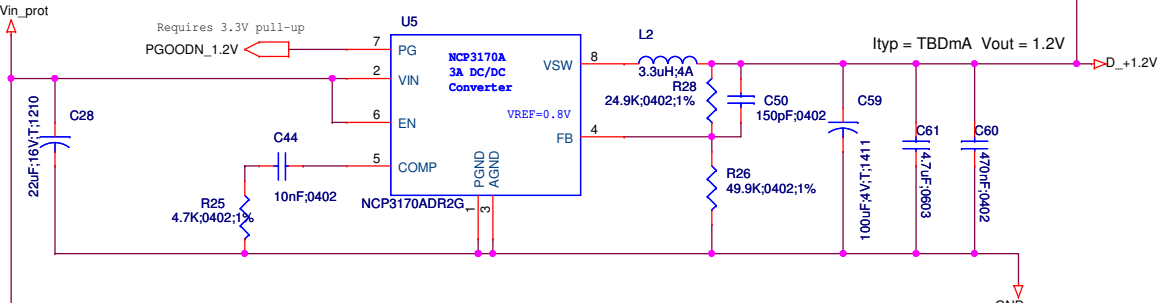 Vin_prot
Requires 3.3V pull-up
PGOODN_1.2V
U5
7
PG
NCP3170A
3A DC/DC
Converter
2
VIN
VSW
8
L2
3.3uH;4A
Ityp = TBDmA Vout = 1.2V
D_+1.2V
R28
24.9K;0402;1%
C50
150pF;0402
C59
100uF;4V;T;1411
C61
4.7uF;0603
C60
470nF;0402
C28
22uF;16V;T;1210
6
EN
VREF=0.8V
FB
4
C44
10nF;0402
5
COMP
PGND
AGND
1
3
NCP3170ADR2G
R25
4.7K;0402;1%
R26
49.9K;0402;1%